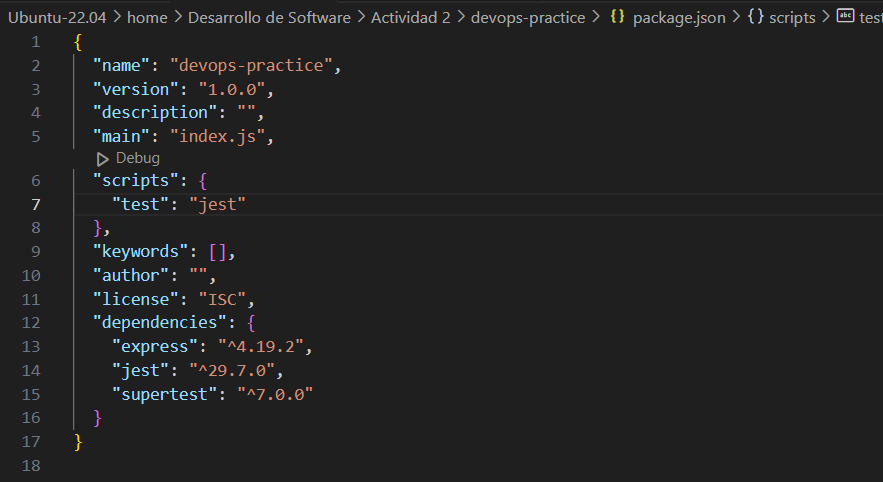 Ubuntu-22.04 > home > Desarrollo de Software > Actividad 2 > devops-practice > {} package.json > {} scripts > abc test
1 {
2 "name": "devops-practice",
3 "version": "1.0.0",
4 "description": "",
5 "main": "index.js",
Debug
6 "scripts": {
7 "test": "jest"
8 },
9 "keywords": [],
10 "author": "",
11 "license": "ISC",
12 "dependencies": {
13 "express": "^4.19.2",
14 "jest": "^29.7.0",
15 "supertest": "^7.0.0"
16 }
17 }
18